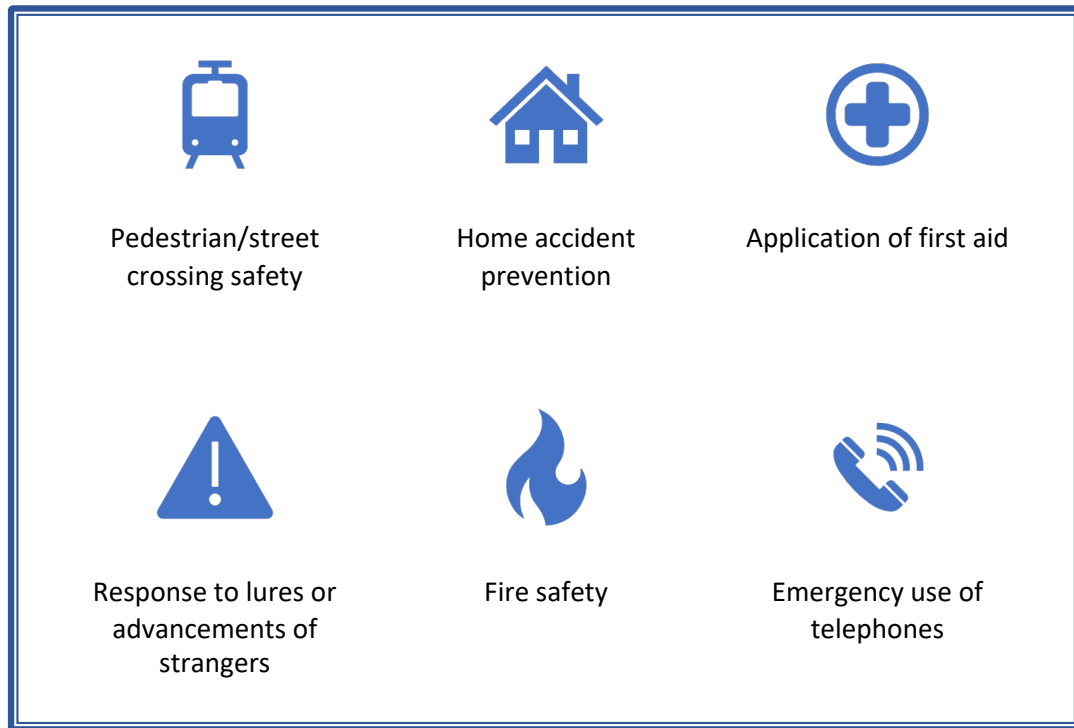 Pedestrian/street
crossing safety
Home accident
prevention
Application of first aid
Response to lures or
advancements of
strangers
Fire safety
Emergency use of
telephones